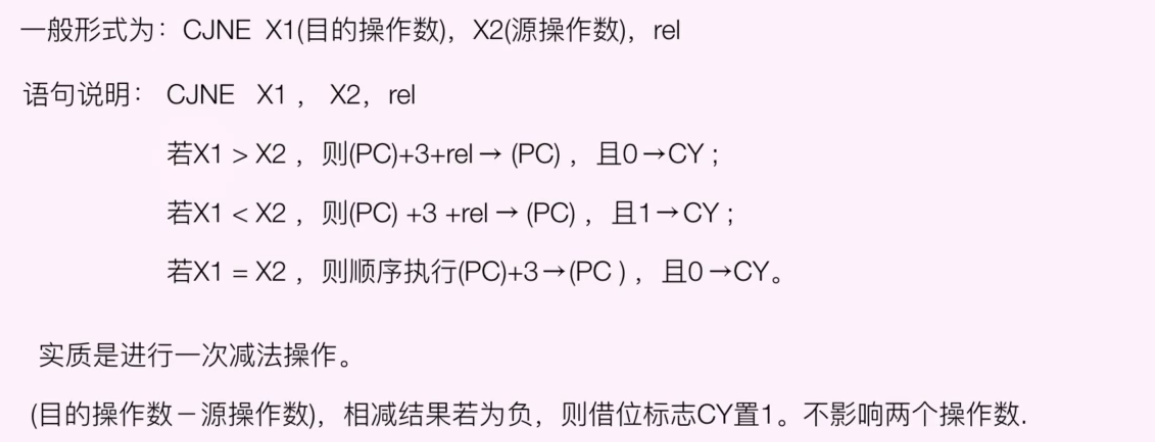 一般形式为：CJNE X1(目的操作数)，X2(源操作数)，rel
语句说明： CJNE X1 ， X2，rel
若X1 > X2 ，则(PC)+3+rel→ (PC) ，且0→CY；
若X1 < X2 ，则(PC) +3 +rel→ (PC) ，且1→CY；
若X1 = X2 ，则顺序执行(PC)+3→(PC ) ，且0→CY。
实质是进行一次减法操作。
(目的操作数－源操作数)，相减结果若为负，则借位标志CY置1。不影响两个操作数.